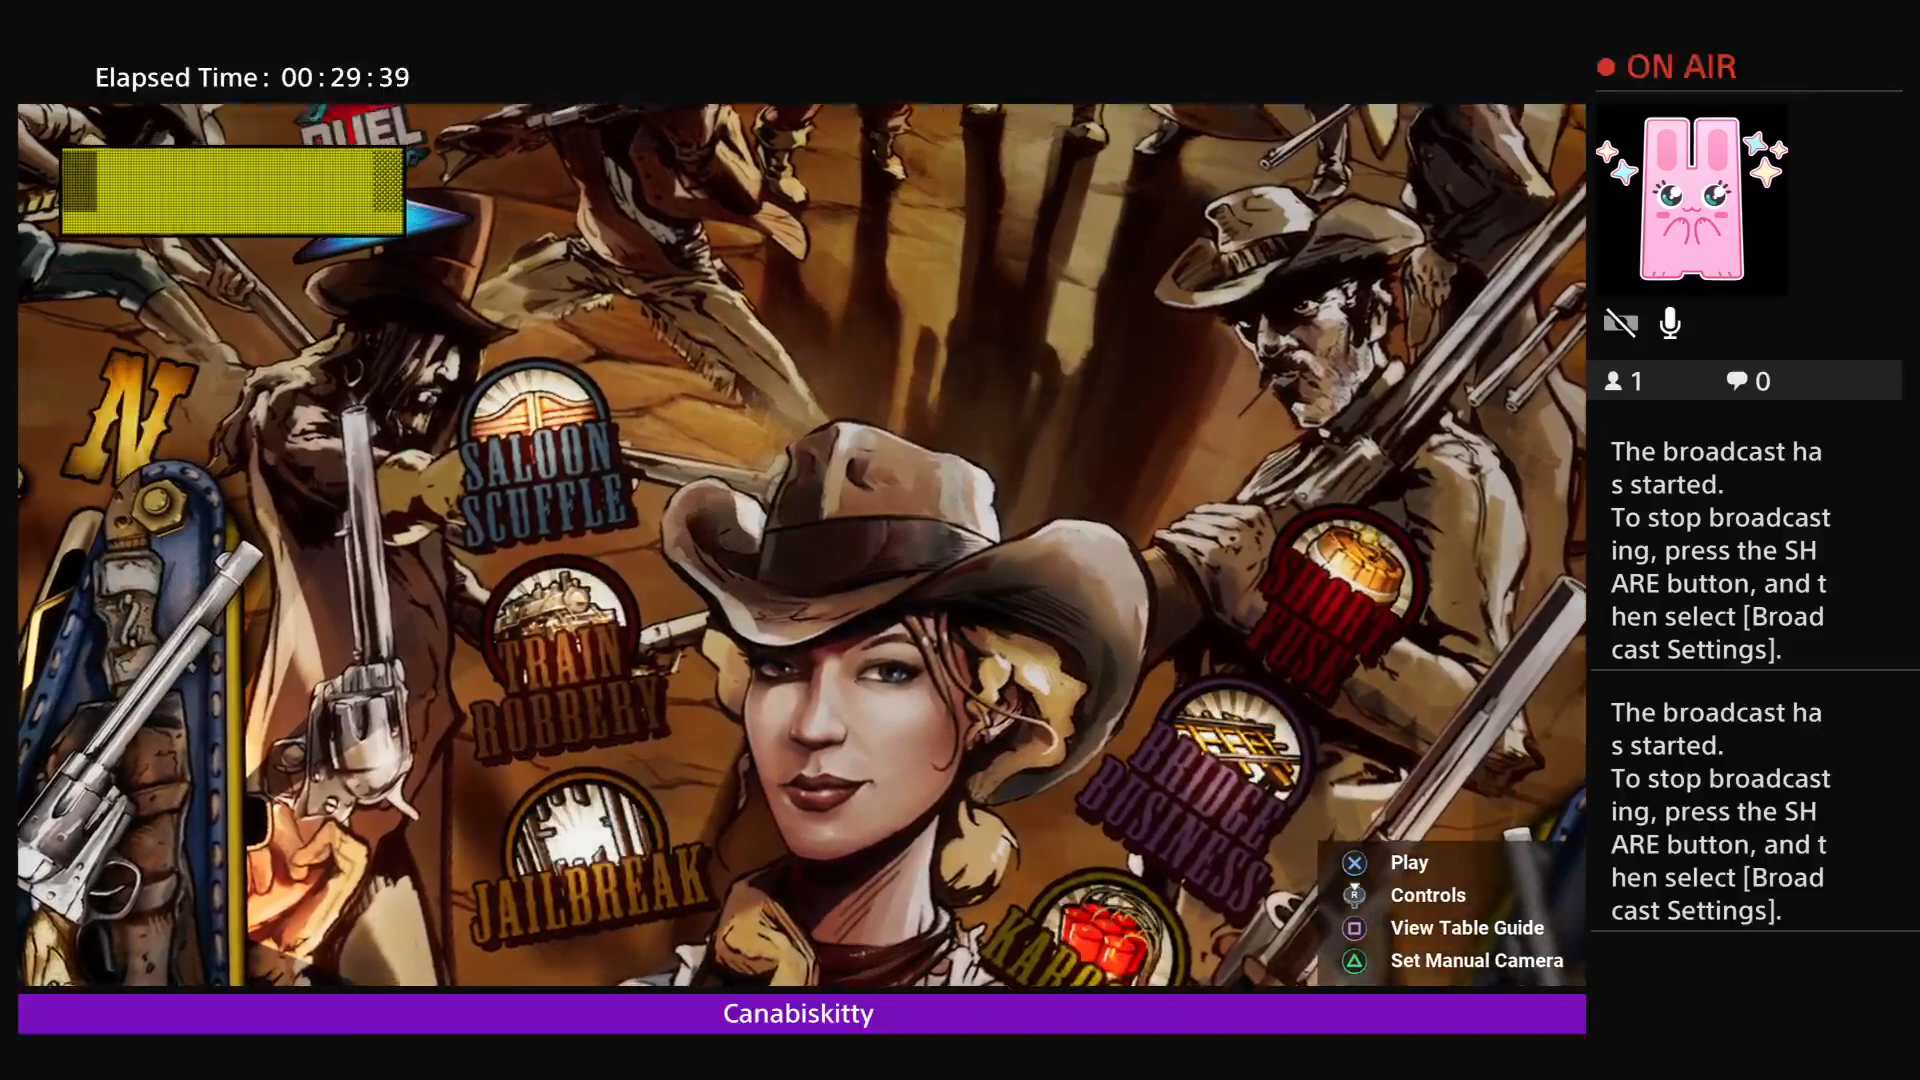 Elapsed Time: 00:29:39
ON AIR
DUEL
N
SALOON
SCUFFLE
TRAIN
ROBBERY
JAILBREAK
SHORT
FUSE
BRIDGE
BUSINESS
Play
R
Controls
View Table Guide
Set Manual Camera
Canabiskitty
1
0
The broadcast ha
s started.
To stop broadcast
ing, press the SH
ARE button, and t
hen select [Broad
cast Settings].
The broadcast ha
s started.
To stop broadcast
ing, press the SH
ARE button, and t
hen select [Broad
cast Settings].